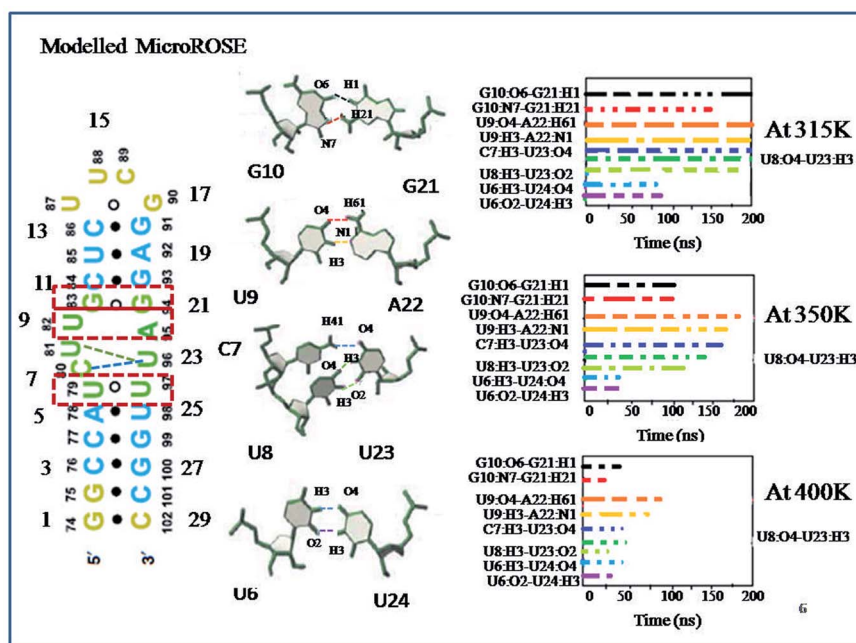 Modelled MicroROSE
15
88
89
U
C
87
U
G
90
17
13
86
C
G
91
85
U
A
92
19
11
84
C
G
93
83
G
G
94
21
9
82
U
A
95
81
U
C7
80
C
U
96
23
7
79
U
U
97
5
78
A
U
98
25
77
C
G
99
3
76
C
G
100
27
75
G
C
101
1
74
G
C
102
29
5'
3'
O6
H1
H21
N7
G10
G21
O4
H61
N1
H3
U9
A22
H41
O4
O4
H3
H3
O2
U8
U23
H3
O4
O2
H3
U6
U24
G10:O6-G21:H1
G10:N7-G21:H21
U9:O4-A22:H61
U9:H3-A22:N1
C7:H3-U23:O4
U8:O4-U23:H3
U8:H3-U23:O2
U6:H3-U24:O4
U6:O2-U24:H3
At 315K
0 50 100 150 200
Time (ns)
G10:O6-G21:H1
G10:N7-G21:H21
U9:O4-A22:H61
U9:H3-A22:N1
C7:H3-U23:O4
U8:O4-U23:H3
U8:H3-U23:O2
U6:H3-U24:O4
U6:O2-U24:H3
At 350K
0 50 100 150 200
Time (ns)
G10:O6-G21:H1
G10:N7-G21:H21
U9:O4-A22:H61
U9:H3-A22:N1
C7:H3-U23:O4
U8:O4-U23:H3
U8:H3-U23:O2
U6:H3-U24:O4
U6:O2-U24:H3
At 400K
0 50 100 150 200
Time (ns)
6